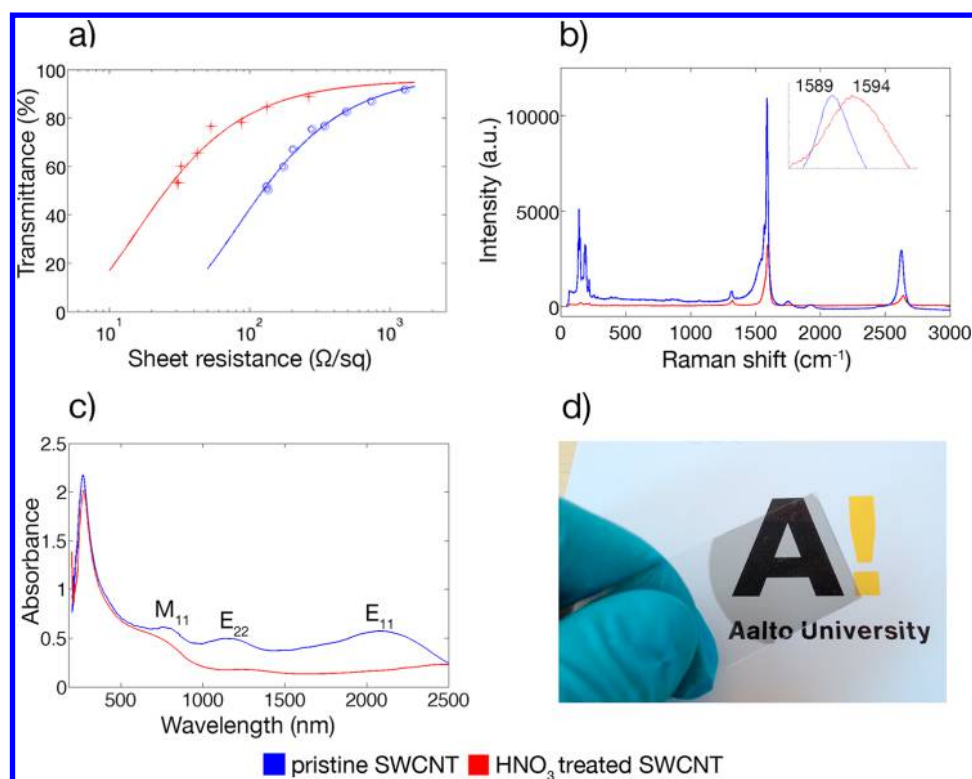 a)
Transmittance (%)
100
80
60
40
20
0
10¹
10²
10³
Sheet resistance (Ω/sq)
b)
Intensity (a.u.)
10000
5000
0
0
500
1000
1500
2000
2500
3000
Raman shift (cm⁻¹)
1589 1594
c)
Absorbance
2.5
2
1.5
1
0.5
0
M₁₁
E₂₂
E₁₁
500
1000
1500
2000
2500
Wavelength (nm)
d)
A!
Aalto University
pristine SWCNT
HNO₃ treated SWCNT